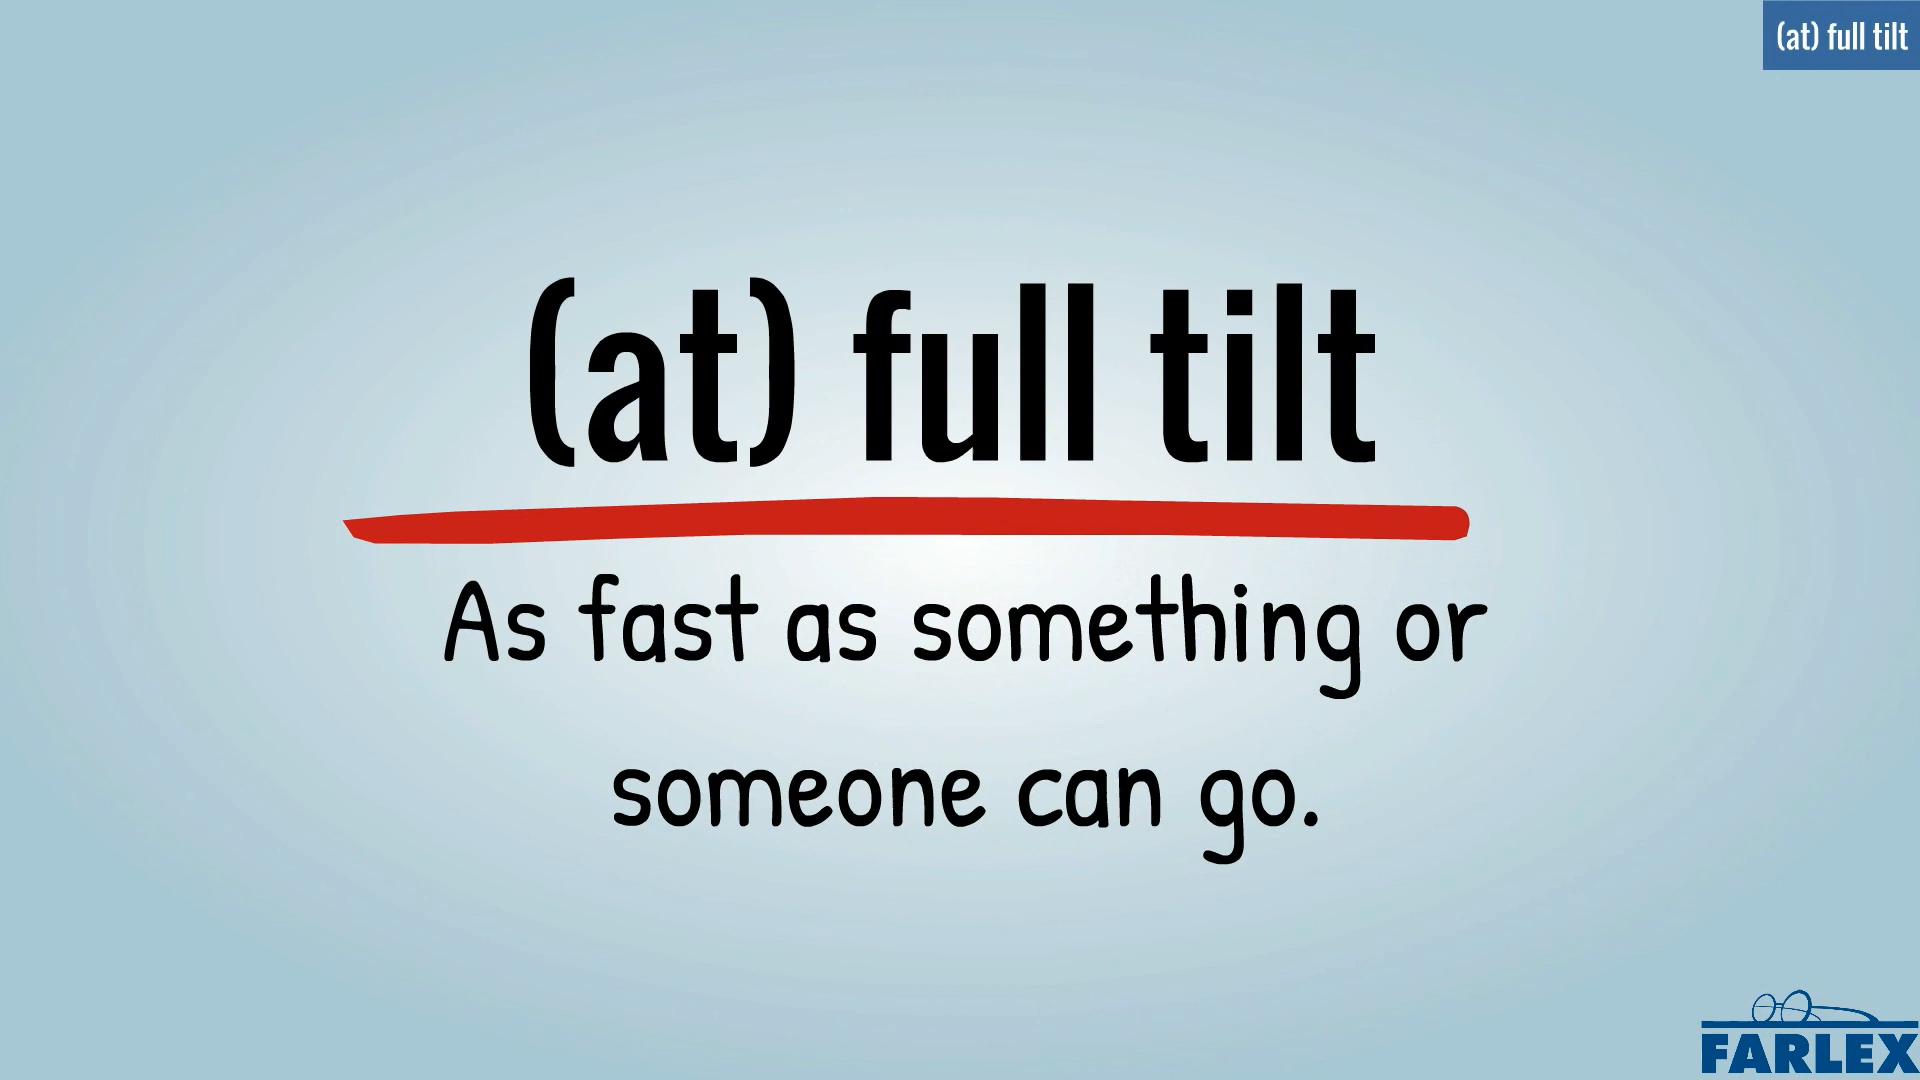 (at) full tilt
(at) full tilt
As fast as something or
someone can go.
FARLEX